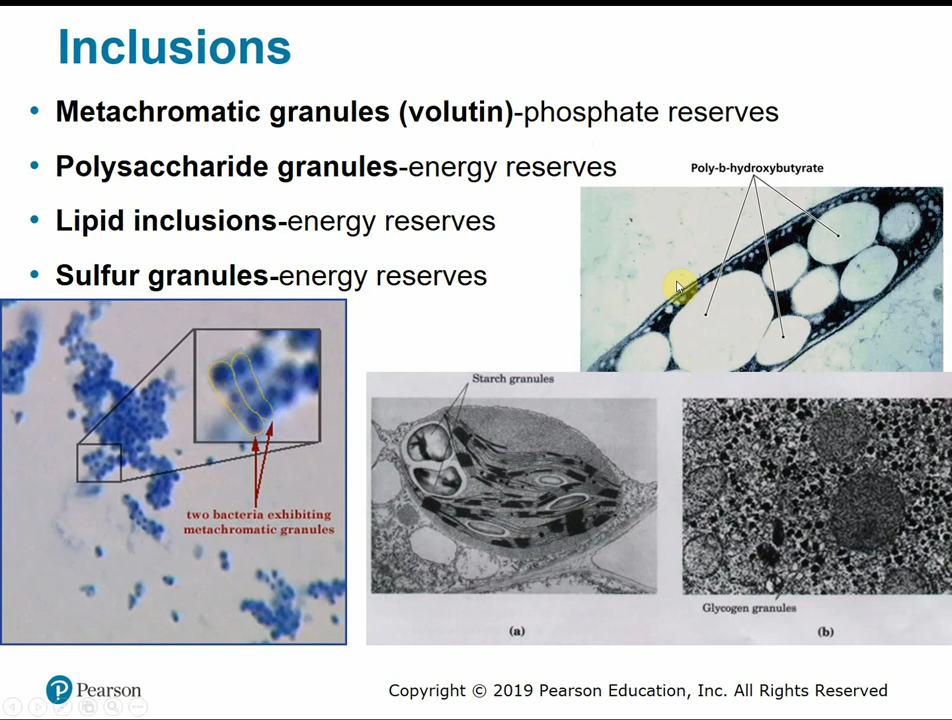 Inclusions
• Metachromatic granules (volutin)-phosphate reserves
• Polysaccharide granules-energy reserves
• Lipid inclusions-energy reserves
• Sulfur granules-energy reserves
Poly-b-hydroxybutyrate
two bacteria exhibiting
metachromatic granules
Starch granules
Glycogen granules
(a)
(b)
Pearson
Copyright © 2019 Pearson Education, Inc. All Rights Reserved